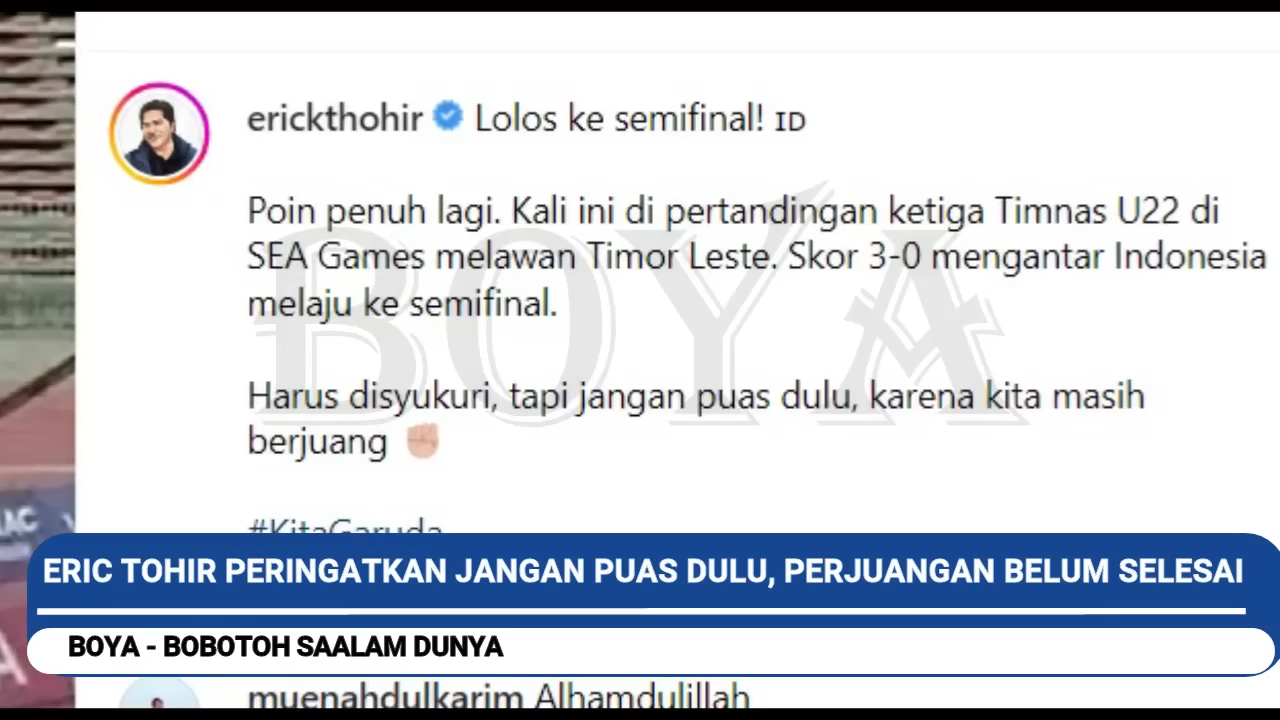 erickthohir Lolos ke semifinal! ID
Poin penuh lagi. Kali ini di pertandingan ketiga Timnas U22 di
SEA Games melawan Timor Leste. Skor 3-0 mengantar Indonesia
melaju ke semifinal.
BOYA
Harus disyukuri, tapi jangan puas dulu, karena kita masih
berjuang ✊🏼
#KitaGaruda
ERIC TOHIR PERINGATKAN JANGAN PUAS DULU, PERJUANGAN BELUM SELESAI
BOYA - BOBOTOH SAALAM DUNYA
muenahdulkarim Alhamdulillah